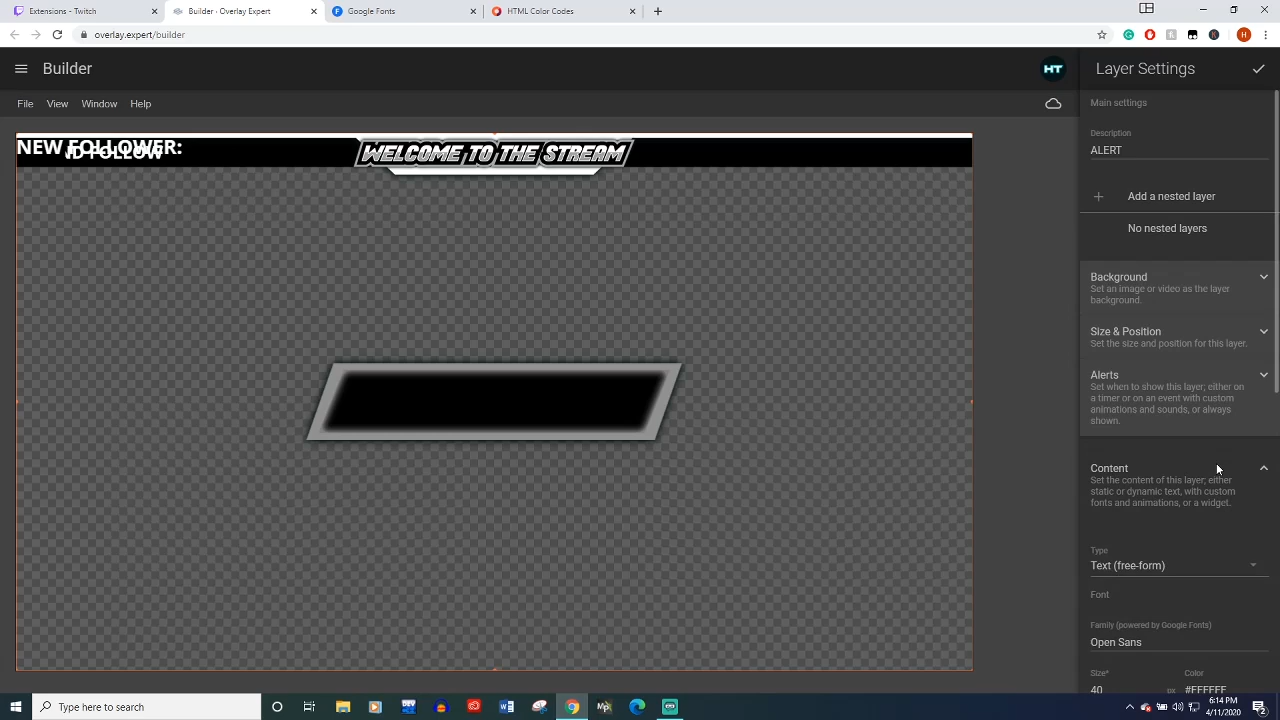 Extensions - Twitch
Builder - Overlay Expert
Google Fonts
HTML Color Codes
overlay.expert/builder
H
Builder
HT
Layer Settings
File View Window Help
Main settings
Description
ALERT
Add a nested layer
No nested layers
Background
Set an image or video as the layer
background.
Size & Position
Set the size and position for this layer.
Alerts
Set when to show this layer; either on
a timer or on an event with custom
animations and sounds, or always
shown.
Content
Set the content of this layer; either
static or dynamic text, with custom
fonts and animations, or a widget.
Type
Text (free-form)
Font
Family (powered by Google Fonts)
Open Sans
Size* Color
40 px #FFFFFF
NEW FOLLOWER:
WELCOME TO THE STREAM
Type here to search
6:14 PM
4/11/2020